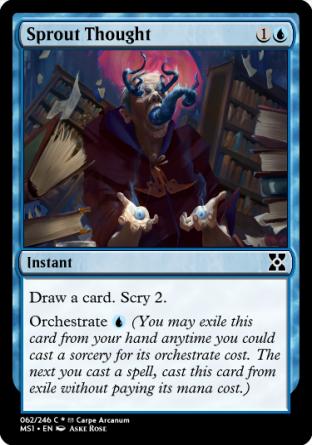 Sprout Thought 1
Instant
Draw a card. Scry 2.
Orchestrate (You may exile this
card from your hand anytime you could
cast a sorcery for its orchestrate cost. The
next you cast a spell, cast this card from
exile without paying its mana cost.)
062/246 C * Carpe Arcanum
MSI • EN Aske Rose